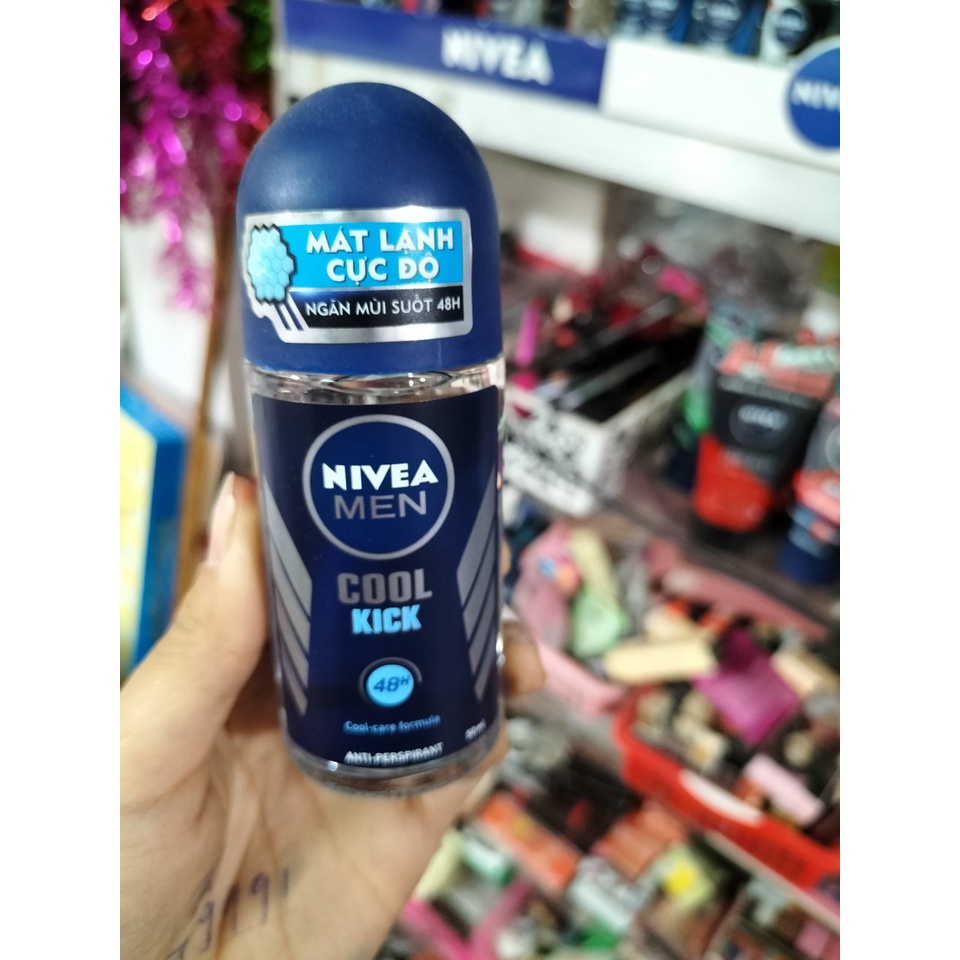 NIVEA
NIV
MÁT LẠNH
CỰC ĐỘ
NGĂN MÙI SUỐT 48H
NIVEA
MEN
COOL
KICK
48H
Cool-care formula
50mL
ANTI-PERSPIRANT